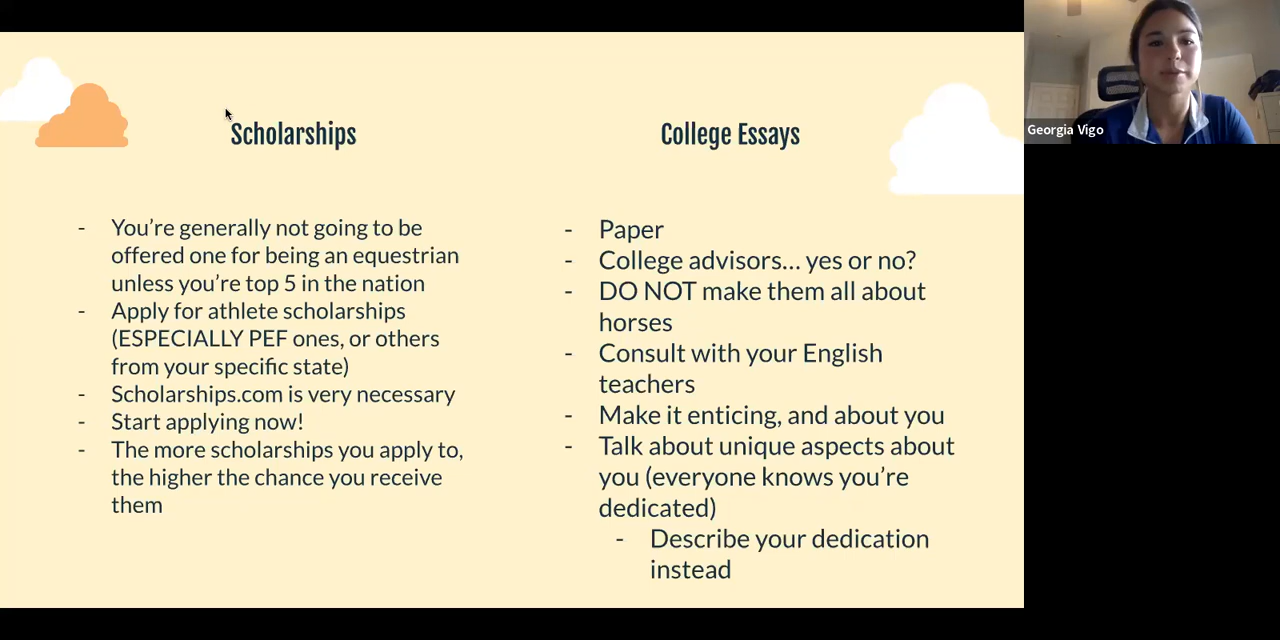 Scholarships
You’re generally not going to be
offered one for being an equestrian
unless you’re top 5 in the nation
- Apply for athlete scholarships
(ESPECIALLY PEF ones, or others
from your specific state)
- Scholarships.com is very necessary
- Start applying now!
- The more scholarships you apply to,
the higher the chance you receive
them
College Essays
- Paper
- College advisors... yes or no?
- DO NOT make them all about
horses
- Consult with your English
teachers
- Make it enticing, and about you
- Talk about unique aspects about
you (everyone knows you’re
dedicated)
- Describe your dedication
instead
Georgia Vigo